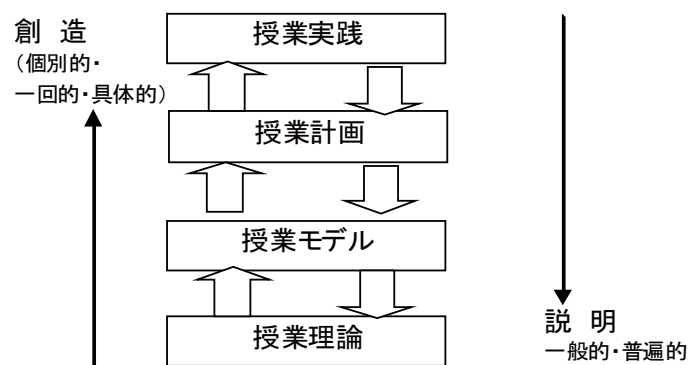 創 造
（個別的・
一回的・具体的）
授業実践
授業計画
授業モデル
授業理論
説 明
一般的・普遍的